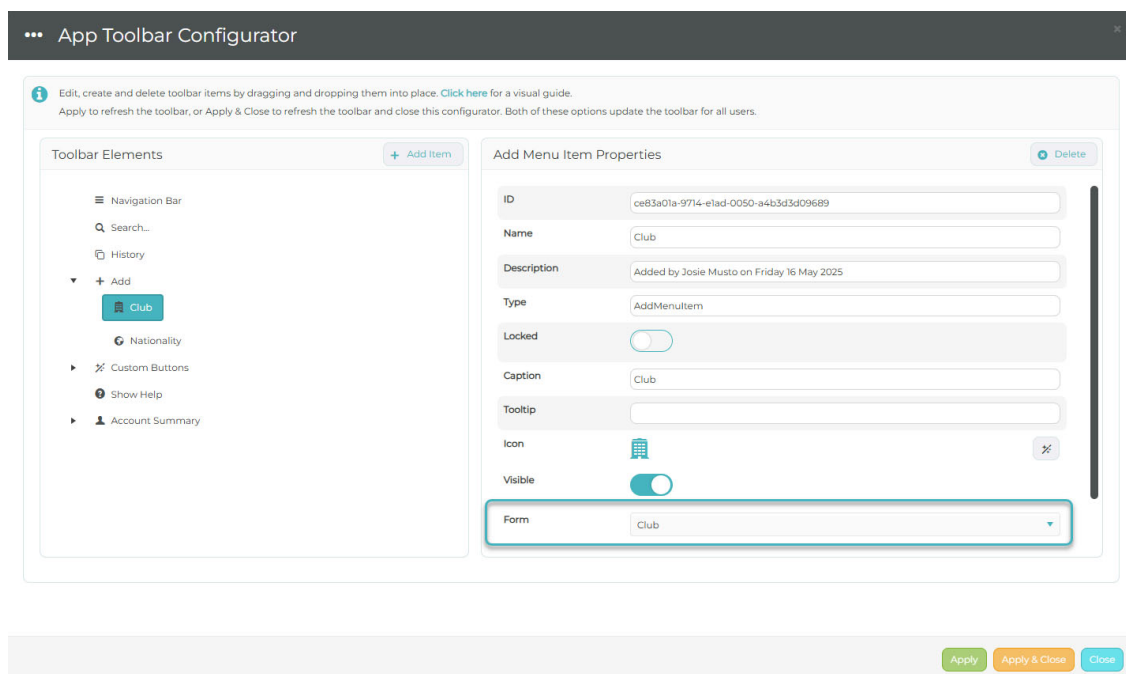 App Toolbar Configurator
Edit, create and delete toolbar items by dragging and dropping them into place. Click here for a visual guide.
Apply to refresh the toolbar, or Apply & Close to refresh the toolbar and close this configurator. Both of these options update the toolbar for all users.
Toolbar Elements
+ Add Item
Navigation Bar
Search...
History
Add
Club
Nationality
Custom Buttons
Show Help
Account Summary
Add Menu Item Properties
Delete
ID
ce83a01a-9714-e1ad-0050-a4b3d3d09689
Name
Club
Description
Added by Josie Musto on Friday 16 May 2025
Type
AddMenuItem
Locked
Caption
Club
Tooltip
Icon
Visible
Form
Club
Apply
Apply & Close
Close